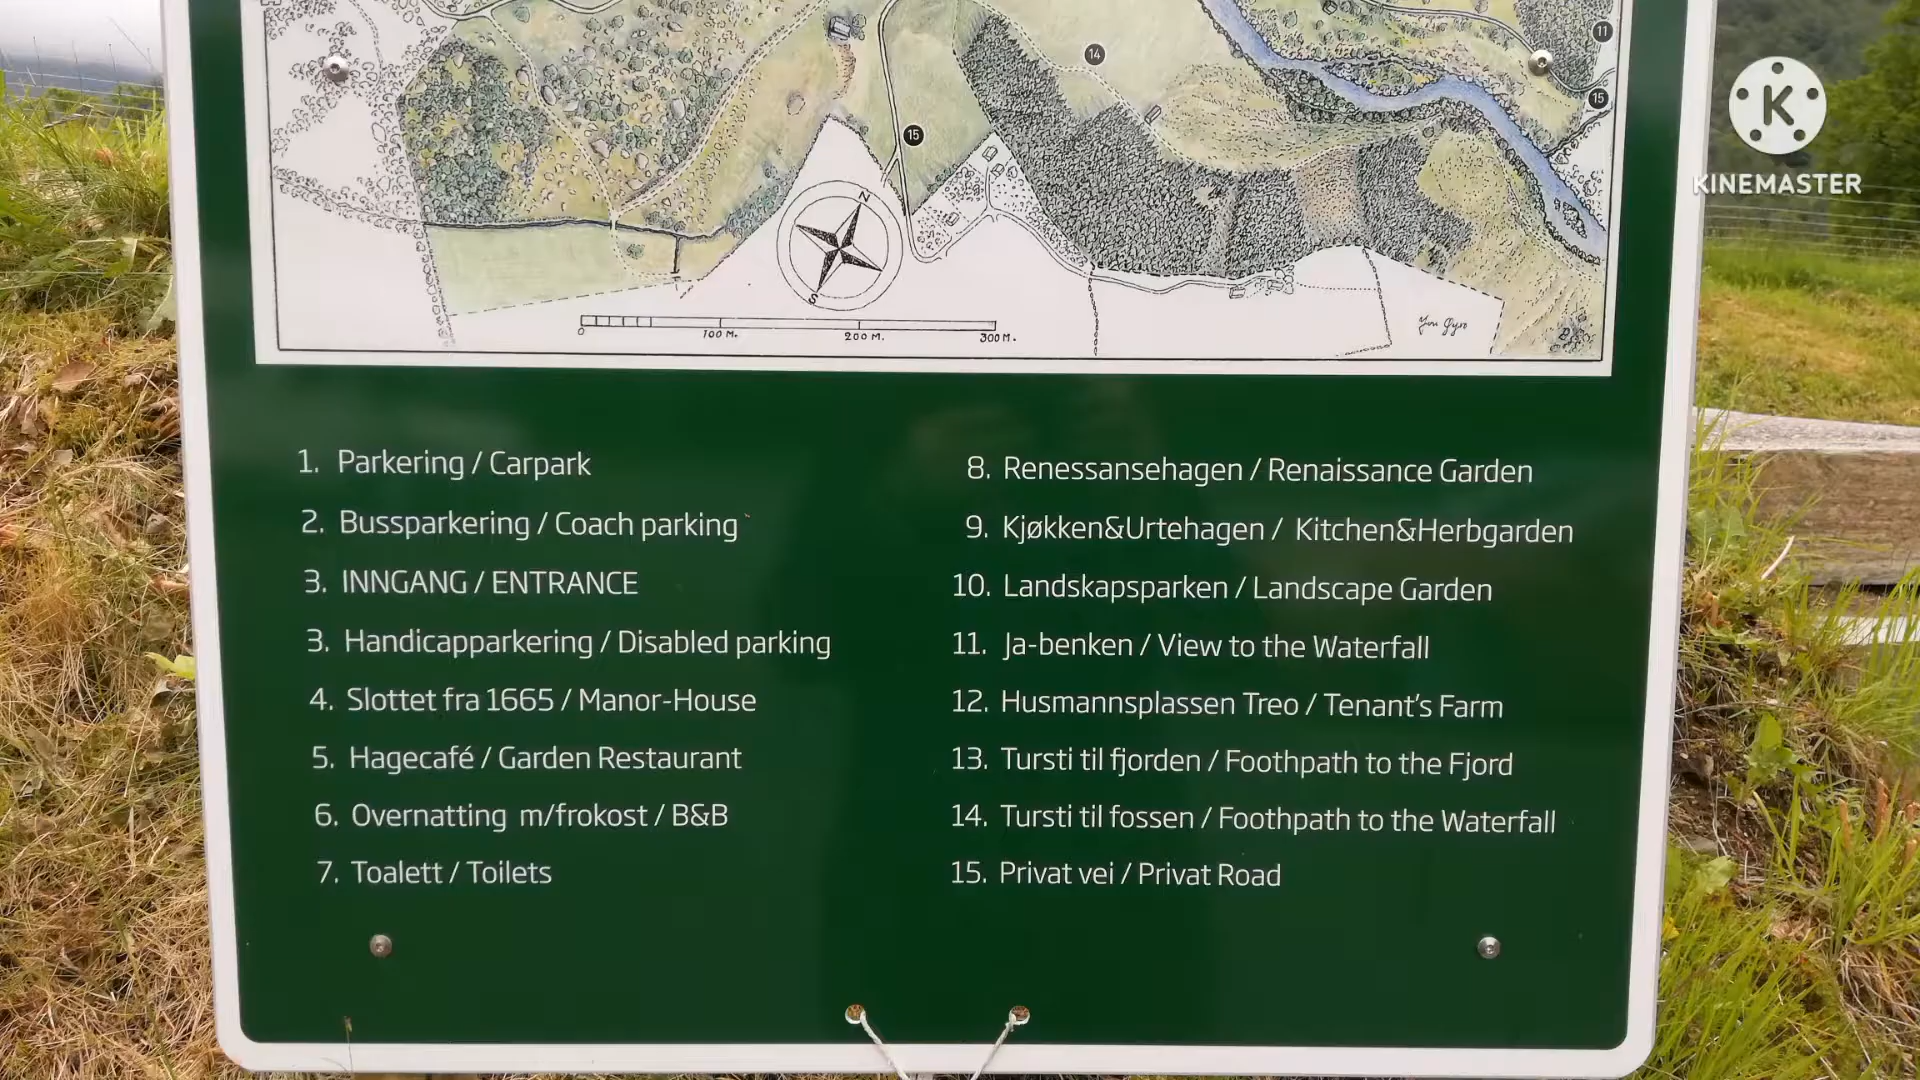 14
11
15
15
N
S
0
100 M.
200 M.
300 M.
KINEMASTER
1. Parkering / Carpark
2. Bussparkering / Coach parking
3. INNGANG / ENTRANCE
3. Handicapparkering / Disabled parking
4. Slottet fra 1665 / Manor-House
5. Hagecafé / Garden Restaurant
6. Overnatting m/frokost / B&B
7. Toalett / Toilets
8. Renessansehagen / Renaissance Garden
9. Kjøkken&Urtehagen / Kitchen&Herbgarden
10. Landskapsparken / Landscape Garden
11. Ja-benken / View to the Waterfall
12. Husmannsplassen Treo / Tenant's Farm
13. Tursti til fjorden / Foothpath to the Fjord
14. Tursti til fossen / Foothpath to the Waterfall
15. Privat vei / Privat Road